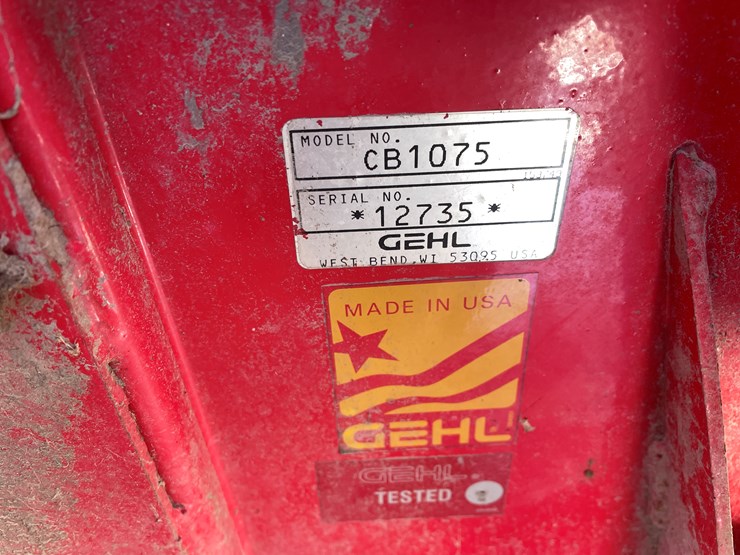 MODEL NO.
CB1075
SERIAL NO.
*12735*
GEHL
WEST BEND, WI 53095 USA
MADE IN USA
GEHL
GEHL
TESTED